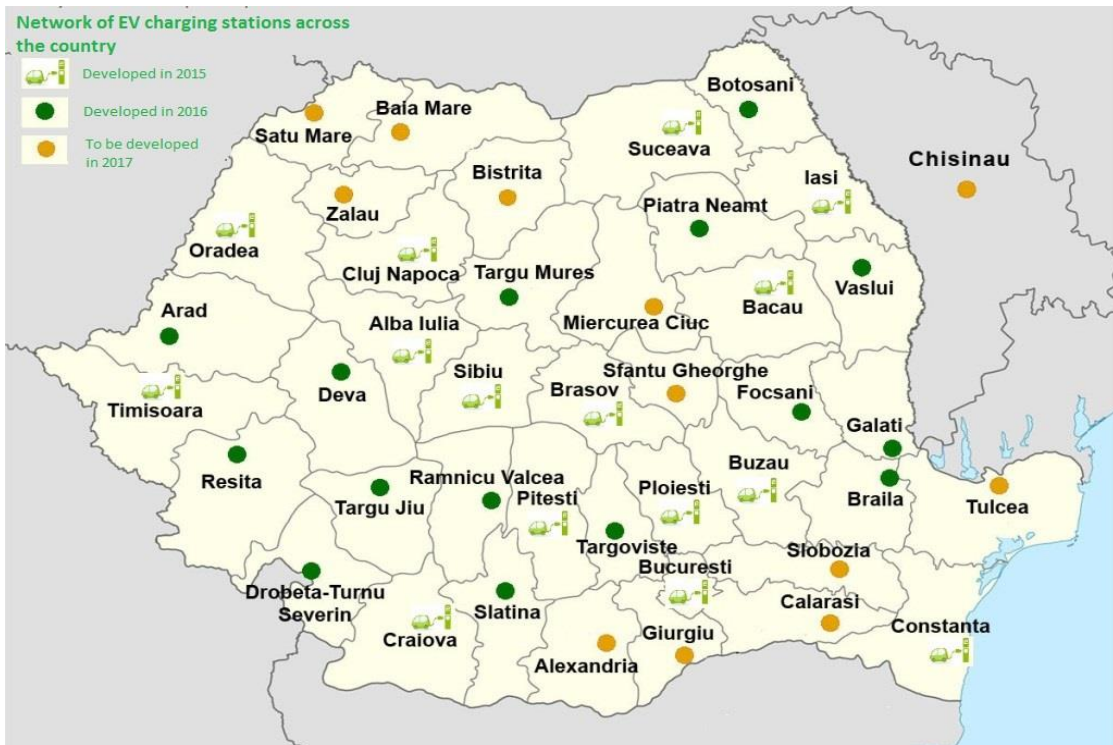 Network of EV charging stations across
the country
Developed in 2015
Developed in 2016
To be developed
in 2017
Botosani
Baia Mare
Satu Mare
Suceava
Chisinau
Bistrita
Iasi
Zalau
Piatra Neamt
Oradea
Cluj Napoca
Targu Mures
Vaslui
Bacau
Arad
Alba Iulia
Miercurea Ciuc
Sibiu
Sfantu Gheorghe
Deva
Brasov
Focsani
Timisoara
Galati
Buzau
Ramnicu Valcea
Resita
Ploiesti
Pitesti
Braila
Targu Jiu
Tulcea
Targoviste
Slobozia
Bucuresti
Drobeta-Turnu
Severin
Slatina
Calarasi
Constanta
Craiova
Giurgiu
Alexandria